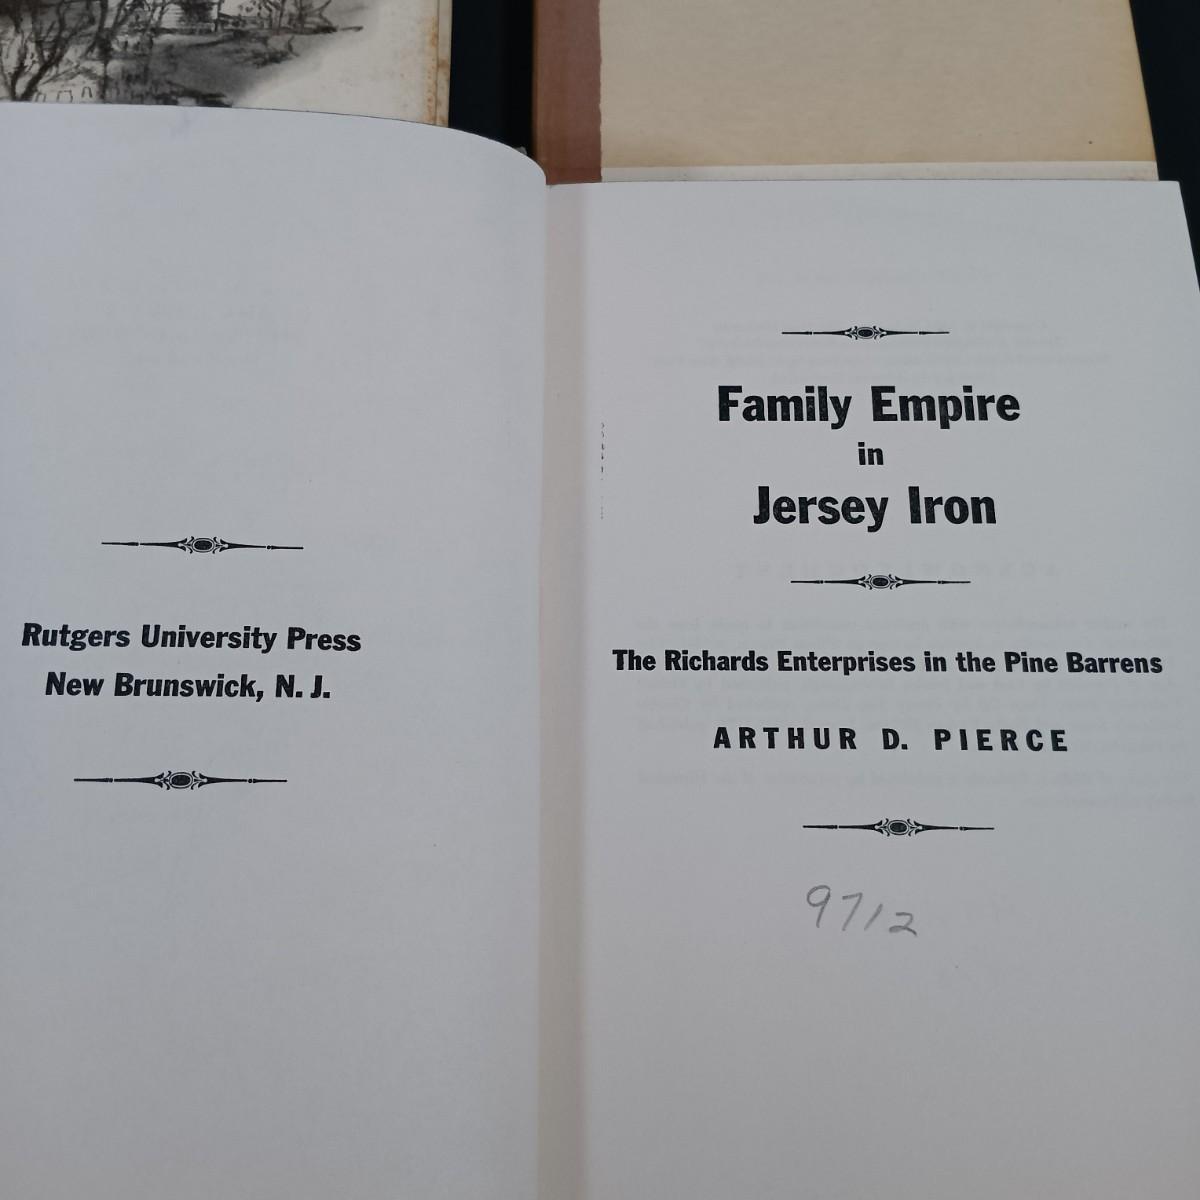 Rutgers University Press
New Brunswick, N. J.
Family Empire
in
Jersey Iron
The Richards Enterprises in the Pine Barrens
ARTHUR D. PIERCE
9712